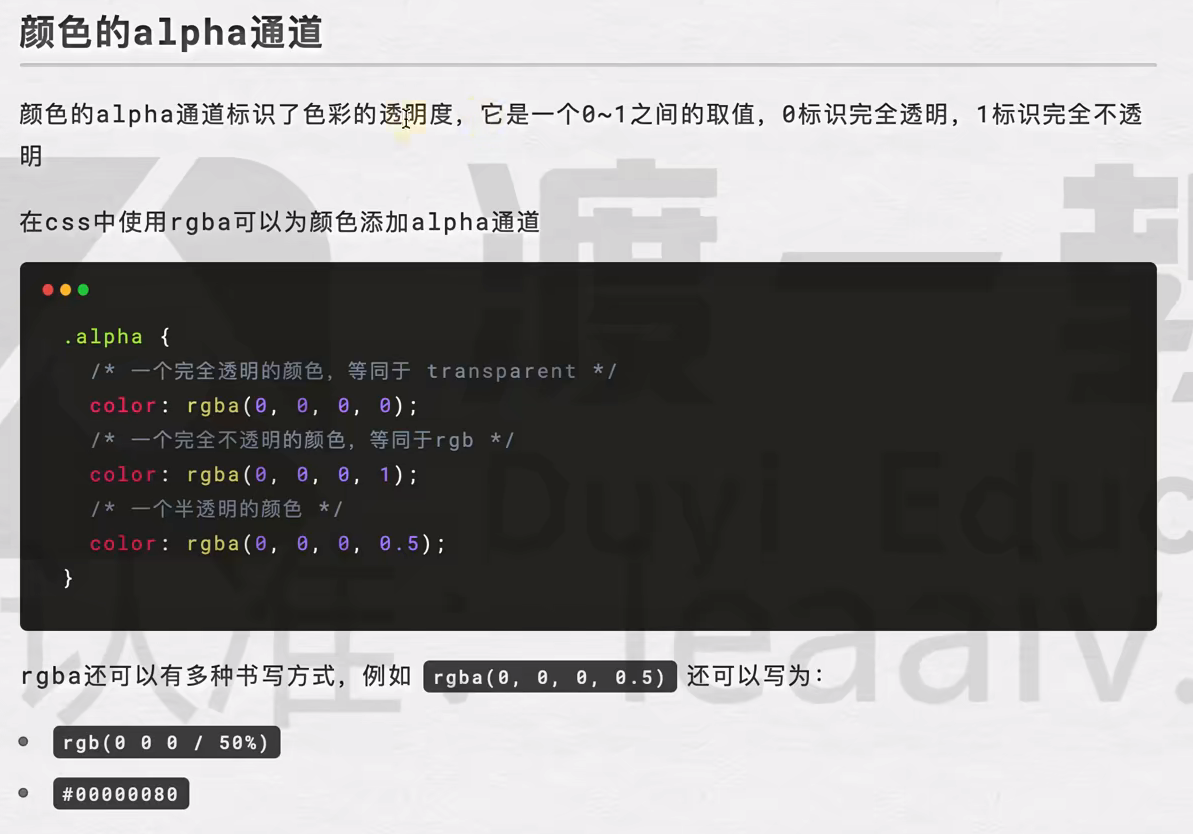 颜色的alpha通道
颜色的alpha通道标识了色彩的透明度，它是一个0~1之间的取值，0标识完全透明，1标识完全不透
明
在css中使用rgba可以为颜色添加alpha通道
.alpha {
/* 一个完全透明的颜色，等同于 transparent */
color: rgba(0, 0, 0, 0);
/* 一个完全不透明的颜色，等同于rgb */
color: rgba(0, 0, 0, 1);
/* 一个半透明的颜色 */
color: rgba(0, 0, 0, 0.5);
}
rgba还可以有多种书写方式，例如 rgba(0, 0, 0, 0.5) 还可以写为：
rgb(0 0 0 / 50%)
#00000080
渡一教
Duyi Educ
认准：leaaiv.